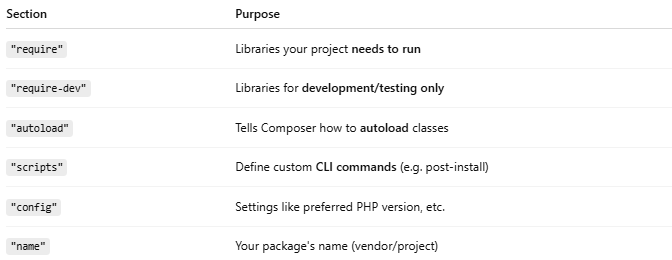 Section Purpose
"require" Libraries your project needs to run
"require-dev" Libraries for development/testing only
"autoload" Tells Composer how to autoload classes
"scripts" Define custom CLI commands (e.g. post-install)
"config" Settings like preferred PHP version, etc.
"name" Your package's name (vendor/project)